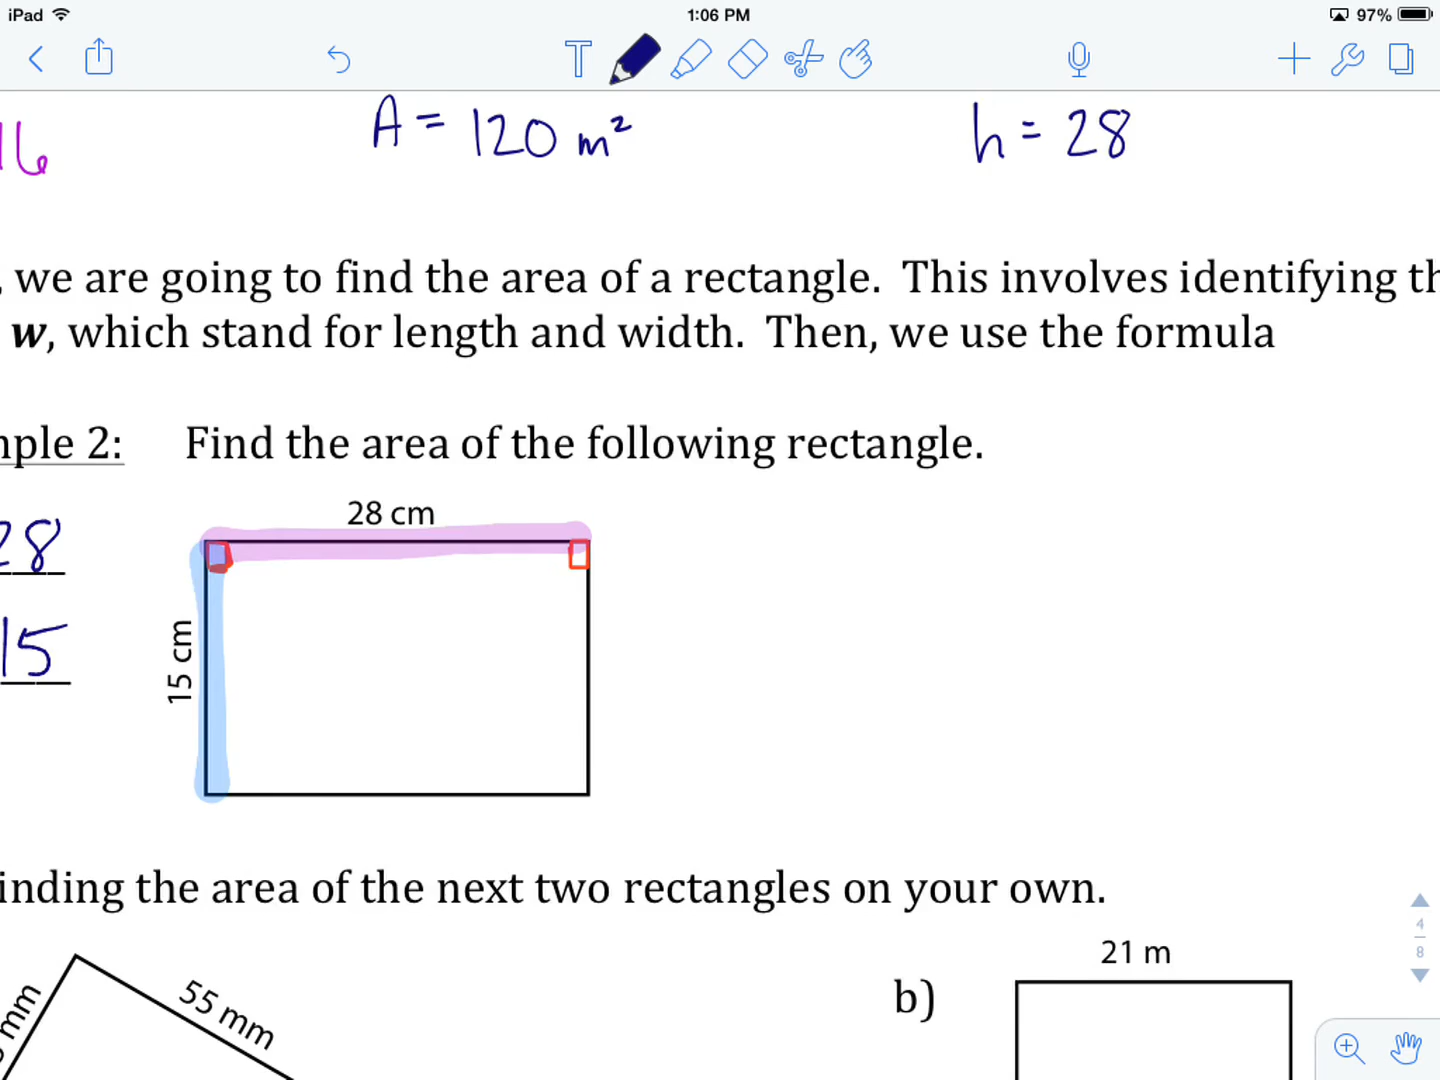 iPad 1:06 PM 97%
T
16 A = 120 m² h = 28
, we are going to find the area of a rectangle. This involves identifying th
w, which stand for length and width. Then, we use the formula
mple 2: Find the area of the following rectangle.
28 cm
28
15 cm
15
inding the area of the next two rectangles on your own.
4
8
21 m
55 mm
mm
b)